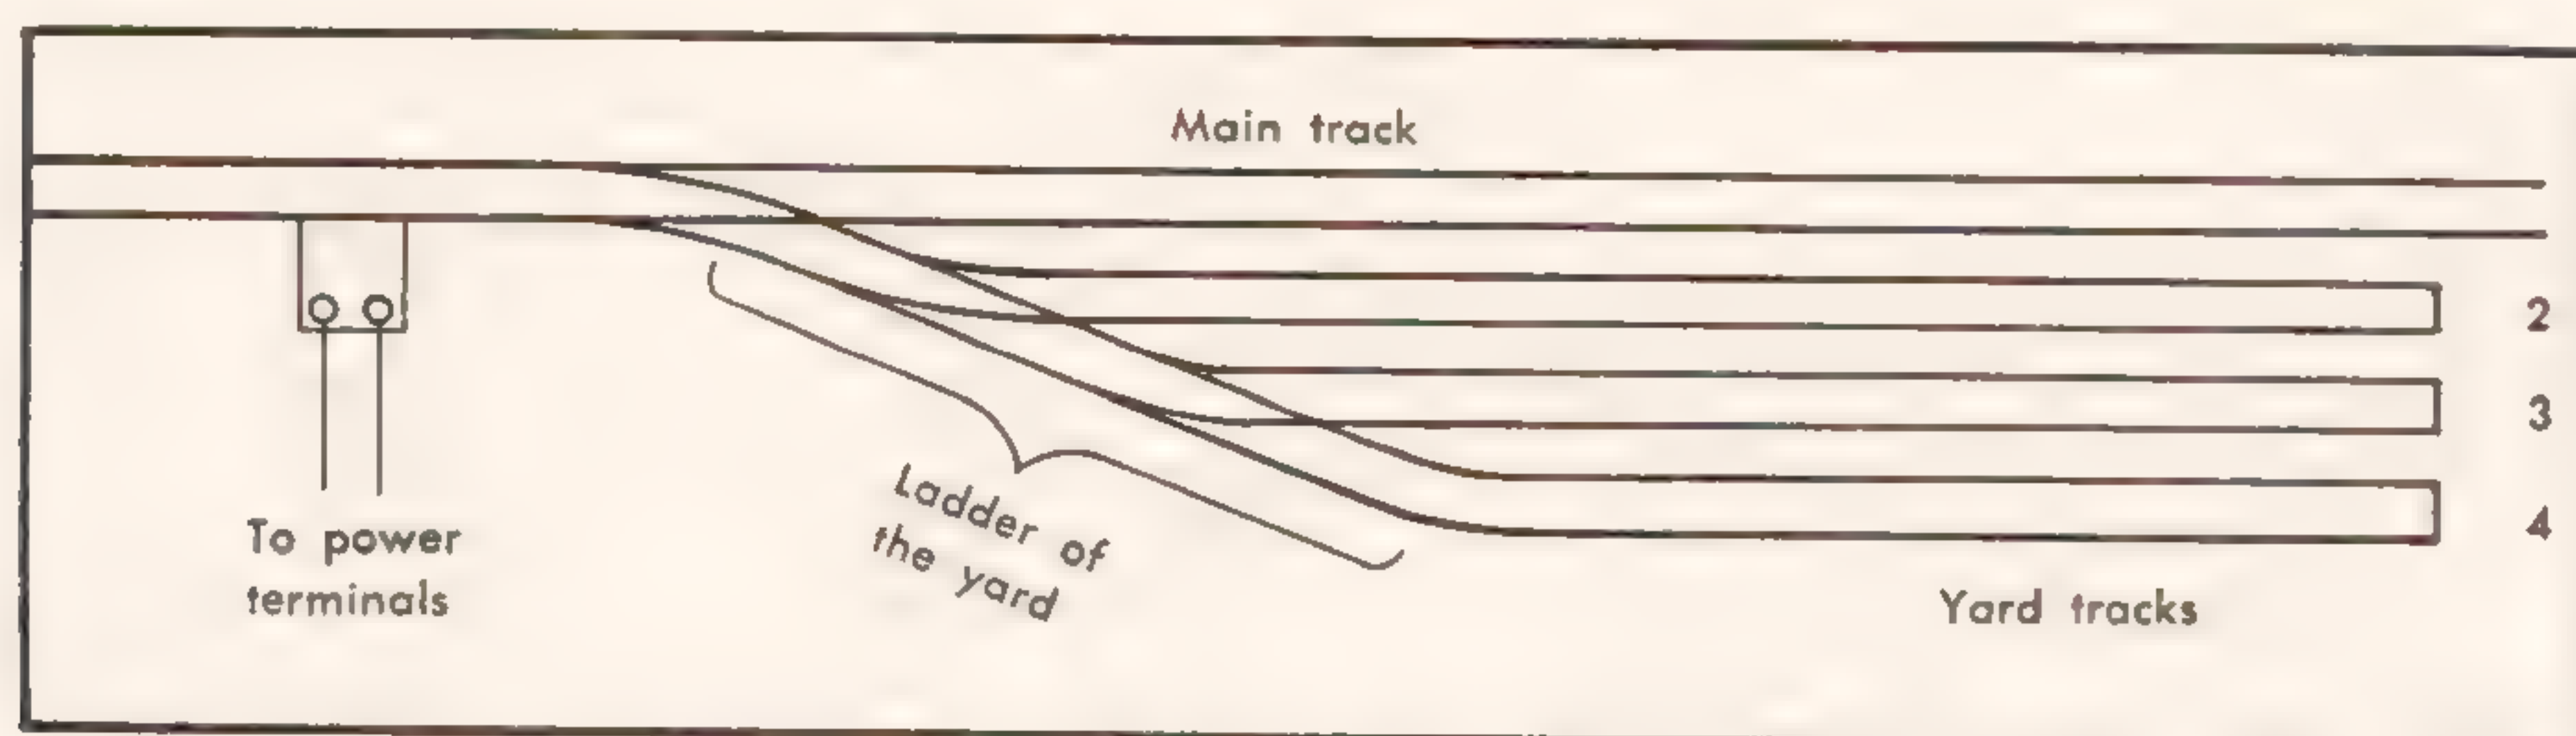 Main track
2
3
4
To power
terminals
Ladder of
the yard
Yard tracks